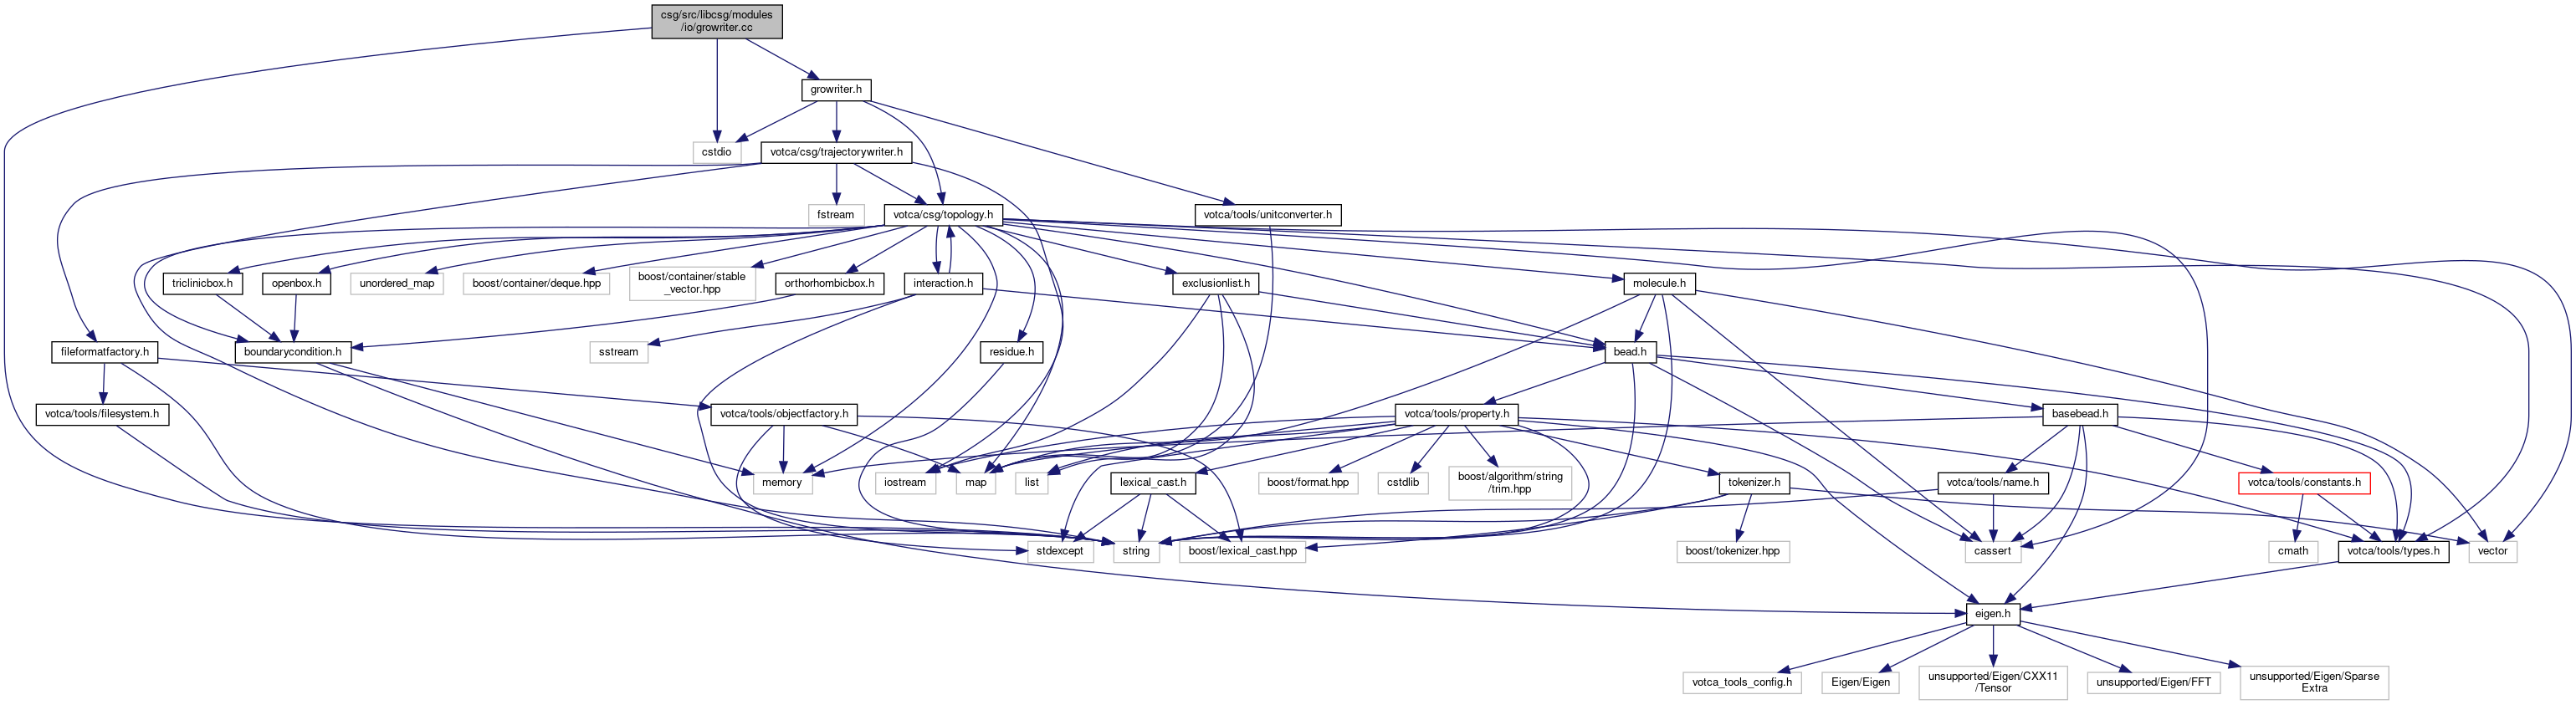 csg/src/libcsg/modules
/io/growriter.cc
growriter.h
cstdio
votca/csg/trajectorywriter.h
fstream
votca/csg/topology.h
votca/tools/unitconverter.h
triclinicbox.h
openbox.h
unordered_map
boost/container/deque.hpp
boost/container/stable
_vector.hpp
orthorhombicbox.h
interaction.h
exclusionlist.h
molecule.h
fileformatfactory.h
boundarycondition.h
sstream
residue.h
bead.h
votca/tools/filesystem.h
votca/tools/objectfactory.h
votca/tools/property.h
basebead.h
memory
iostream
map
list
lexical_cast.h
boost/format.hpp
cstdlib
boost/algorithm/string
/trim.hpp
tokenizer.h
votca/tools/name.h
votca/tools/constants.h
stdexcept
string
boost/lexical_cast.hpp
boost/tokenizer.hpp
cassert
cmath
votca/tools/types.h
vector
eigen.h
votca_tools_config.h
Eigen/Eigen
unsupported/Eigen/CXX11
/Tensor
unsupported/Eigen/FFT
unsupported/Eigen/Sparse
Extra